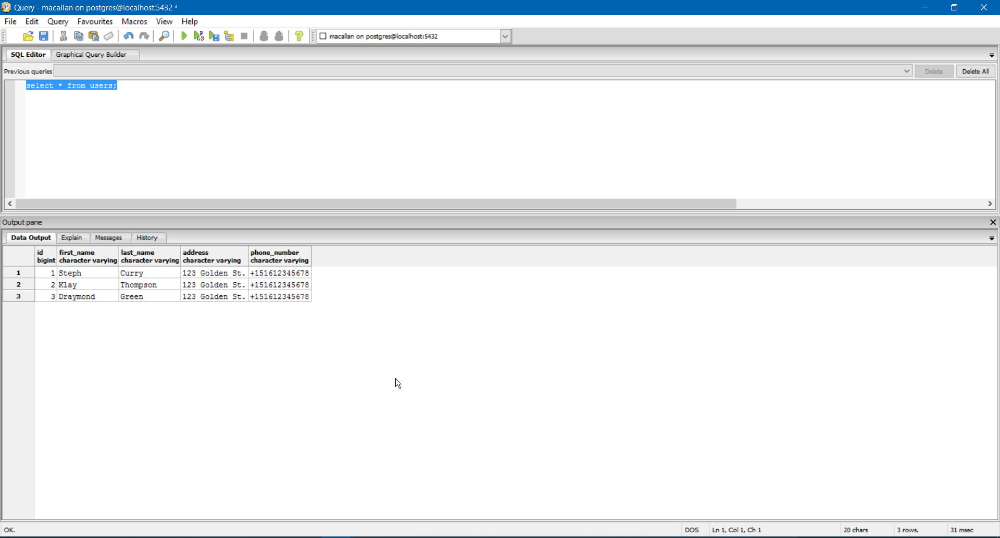 Query - macallan on postgres@localhost:5432 *
File Edit Query Favourites Macros View Help
macallan on postgres@localhost:5432
SQL Editor Graphical Query Builder
Previous queries Delete Delete All
select * from users;
Output pane
Data Output Explain Messages History
id first_name last_name address phone_number
bigint character varying character varying character varying character varying
1 1 Steph Curry 123 Golden St. +151612345678
2 2 Klay Thompson 123 Golden St. +151612345678
3 3 Draymond Green 123 Golden St. +151612345678
OK. DOS Ln 1, Col 1, Ch 1 20 chars 3 rows. 31 msec